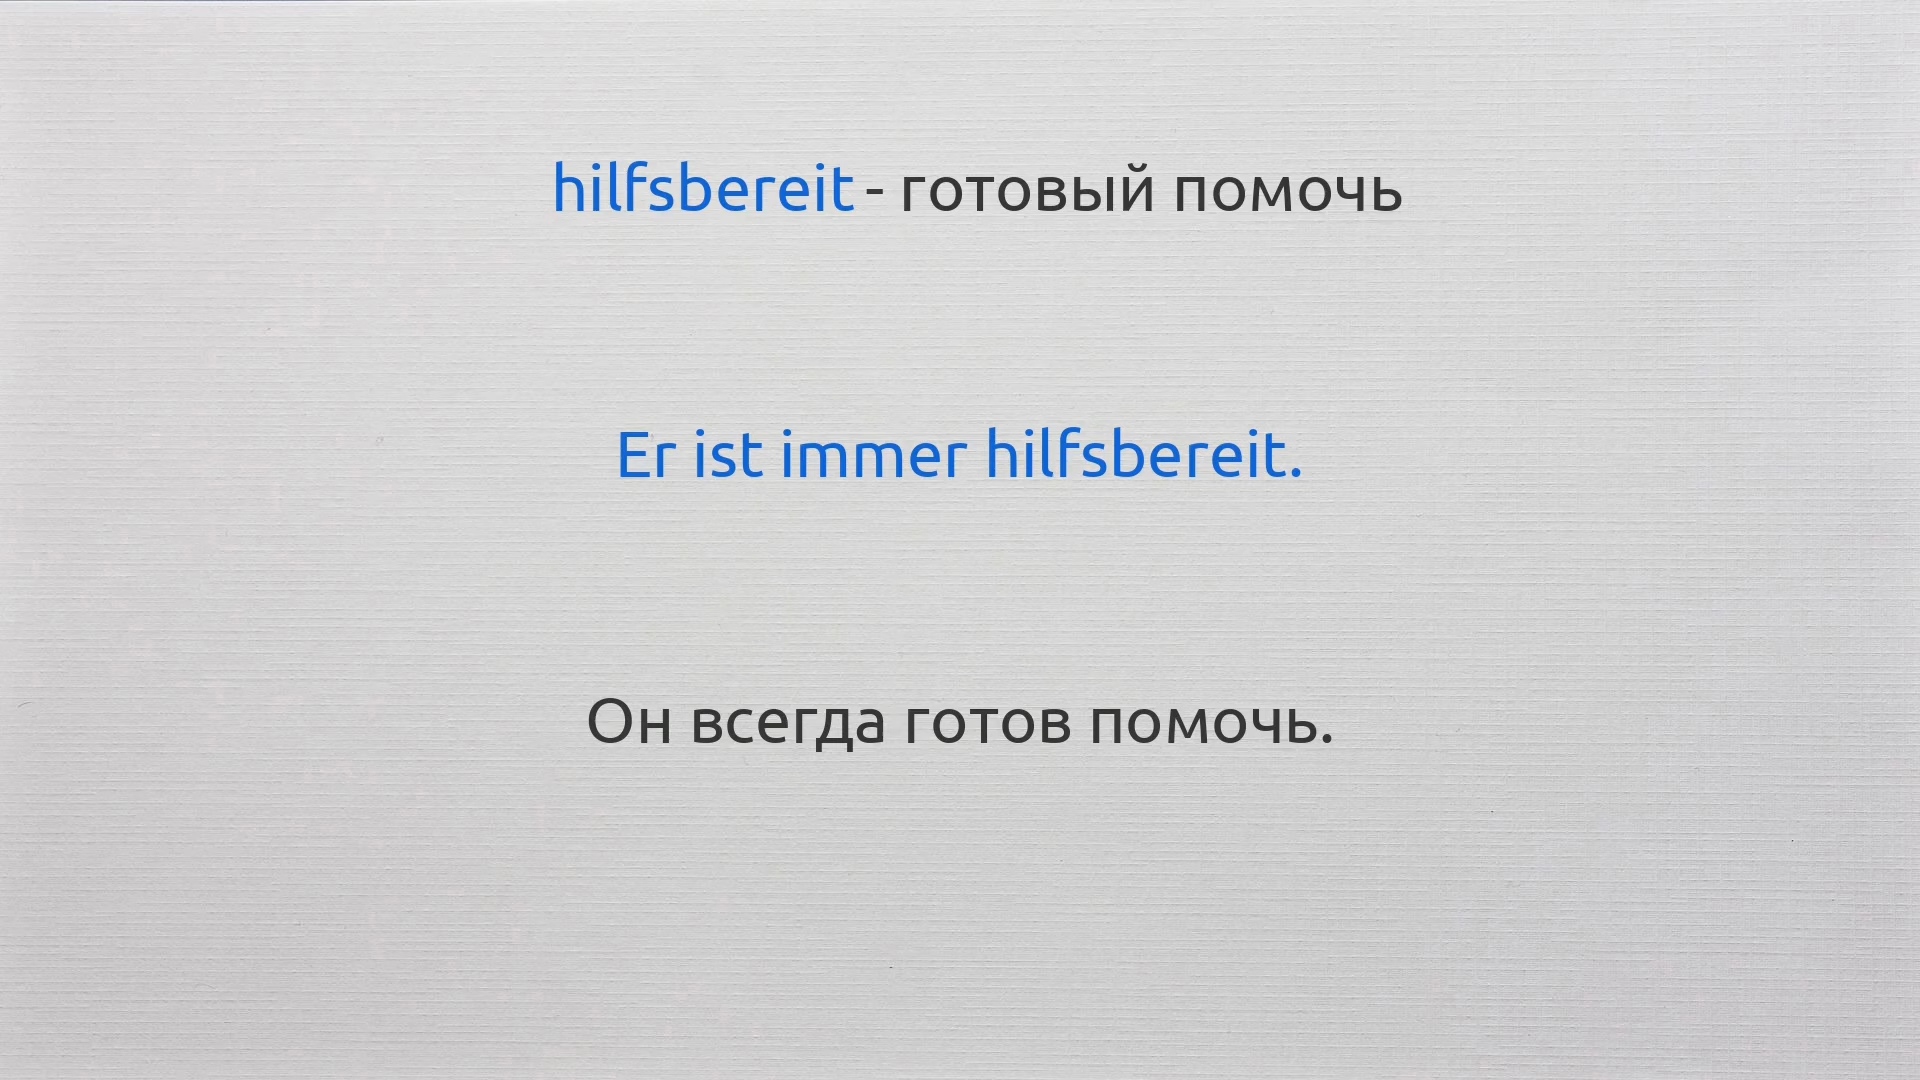 hilfsbereit - готовый помочь
Er ist immer hilfsbereit.
Он всегда готов помочь.